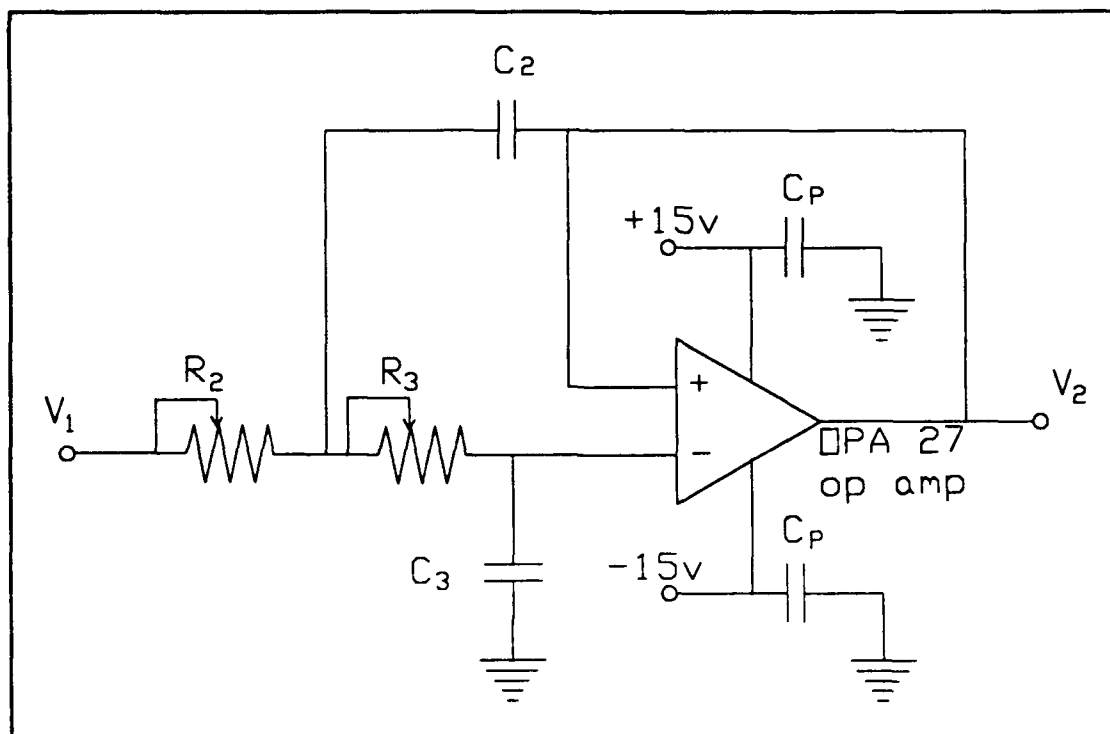 C2
CP
+15v
R2
R3
V1
+
V2
-
OPA 27
op amp
C3
-15v
CP